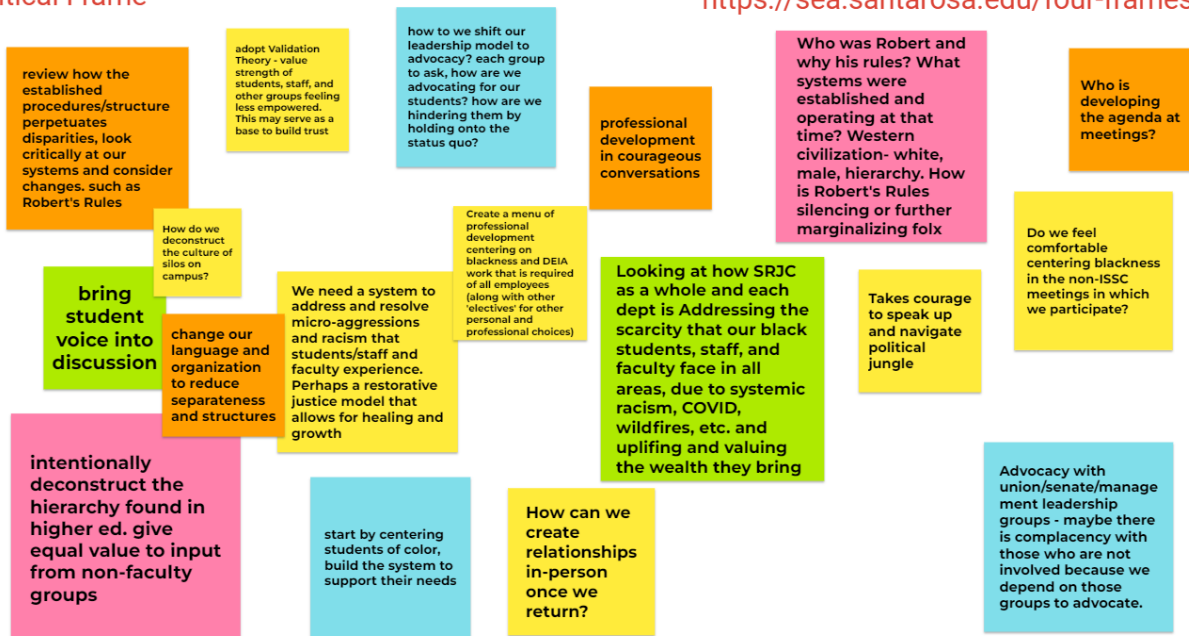 itical Frame
https://sea.santarosa.edu/four-frames
review how the
established
procedures/structure
perpetuates
disparities, look
critically at our
systems and consider
changes. such as
Robert's Rules
adopt Validation
Theory - value
strength of
students, staff, and
other groups feeling
less empowered.
This may serve as a
base to build trust
how to we shift our
leadership model to
advocacy? each group
to ask, how are we
advocating for our
students? how are we
hindering them by
holding onto the
status quo?
professional
development
in courageous
conversations
Who was Robert and
why his rules? What
systems were
established and
operating at that
time? Western
civilization- white,
male, hierarchy. How
is Robert's Rules
silencing or further
marginalizing folx
Who is
developing
the agenda at
meetings?
How do we
deconstruct
the culture of
silos on
campus?
Create a menu of
professional
development
centering on
blackness and DEIA
work that is required
of all employees
(along with other
'electives' for other
personal and
professional choices)
Do we feel
comfortable
centering blackness
in the non-ISSC
meetings in which
we participate?
bring
student
voice into
discussion
change our
language and
organization
to reduce
separateness
and structures
We need a system to
address and resolve
micro-aggressions
and racism that
students/staff and
faculty experience.
Perhaps a restorative
justice model that
allows for healing and
growth
Looking at how SRJC
as a whole and each
dept is Addressing the
scarcity that our black
students, staff, and
faculty face in all
areas, due to systemic
racism, COVID,
wildfires, etc. and
uplifing and valuing
the wealth they bring
Takes courage
to speak up
and navigate
political
jungle
intentionally
deconstruct the
hierarchy found in
higher ed. give
equal value to input
from non-faculty
groups
start by centering
students of color,
build the system to
support their needs
How can we
create
relationships
in-person
once we
return?
Advocacy with
union/senate/manage
ment leadership
groups - maybe there
is complacency with
those who are not
involved because we
depend on those
groups to advocate.